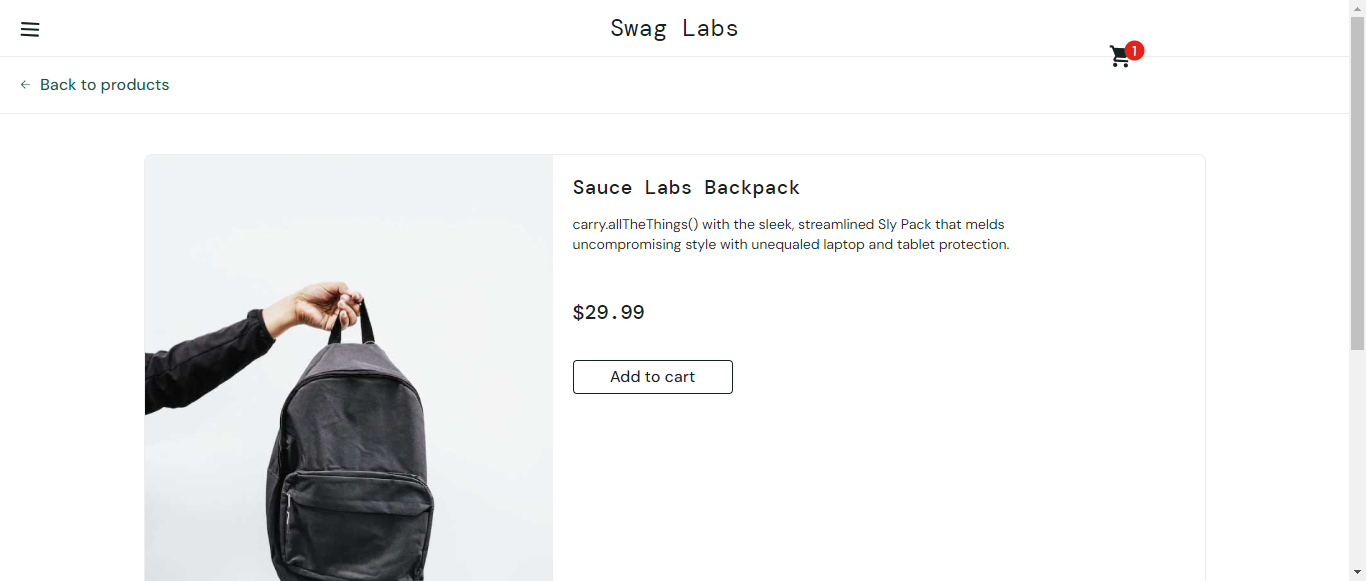 Swag Labs
1
← Back to products
Sauce Labs Backpack
carry.allTheThings() with the sleek, streamlined Sly Pack that melds
uncompromising style with unequaled laptop and tablet protection.
$29.99
Add to cart